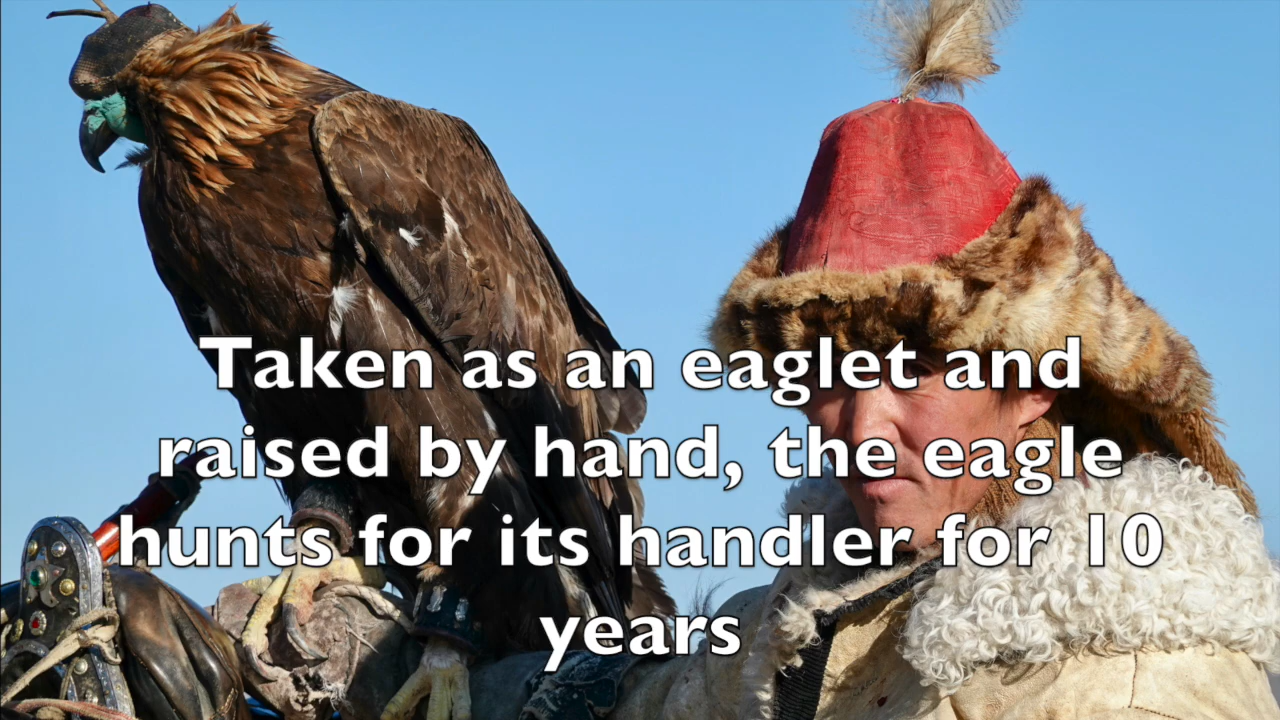 Taken as an eaglet and
raised by hand, the eagle
hunts for its handler for 10
years